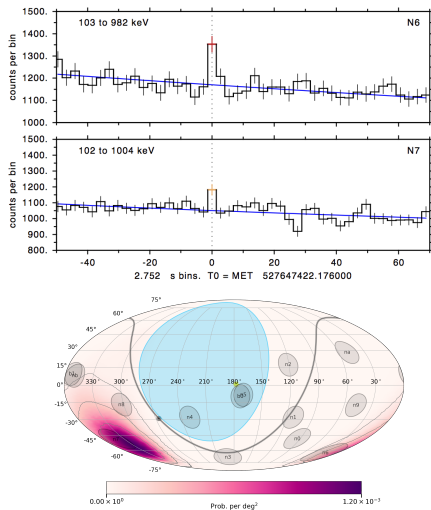 1500.
103 to 982 keV N6
1400.
1300.
1200.
1100.
1000.
counts per bin
1500.
102 to 1004 keV N7
1400.
1300.
1200.
1100.
1000.
900.
800.
counts per bin
-40 -20 0 20 40 60
2.752 s bins. T0 = MET 527647422.176000
75°
60°
45°
30°
15°
0°
-15°
-30°
-45°
-60°
-75°
330° 300° 270° 240° 210° 180° 150° 120° 90° 60° 30°
n2
na
n8
n4
n1
n9
n0
n3
0.00 × 10⁰ 1.20 × 10⁻³
Prob. per deg²